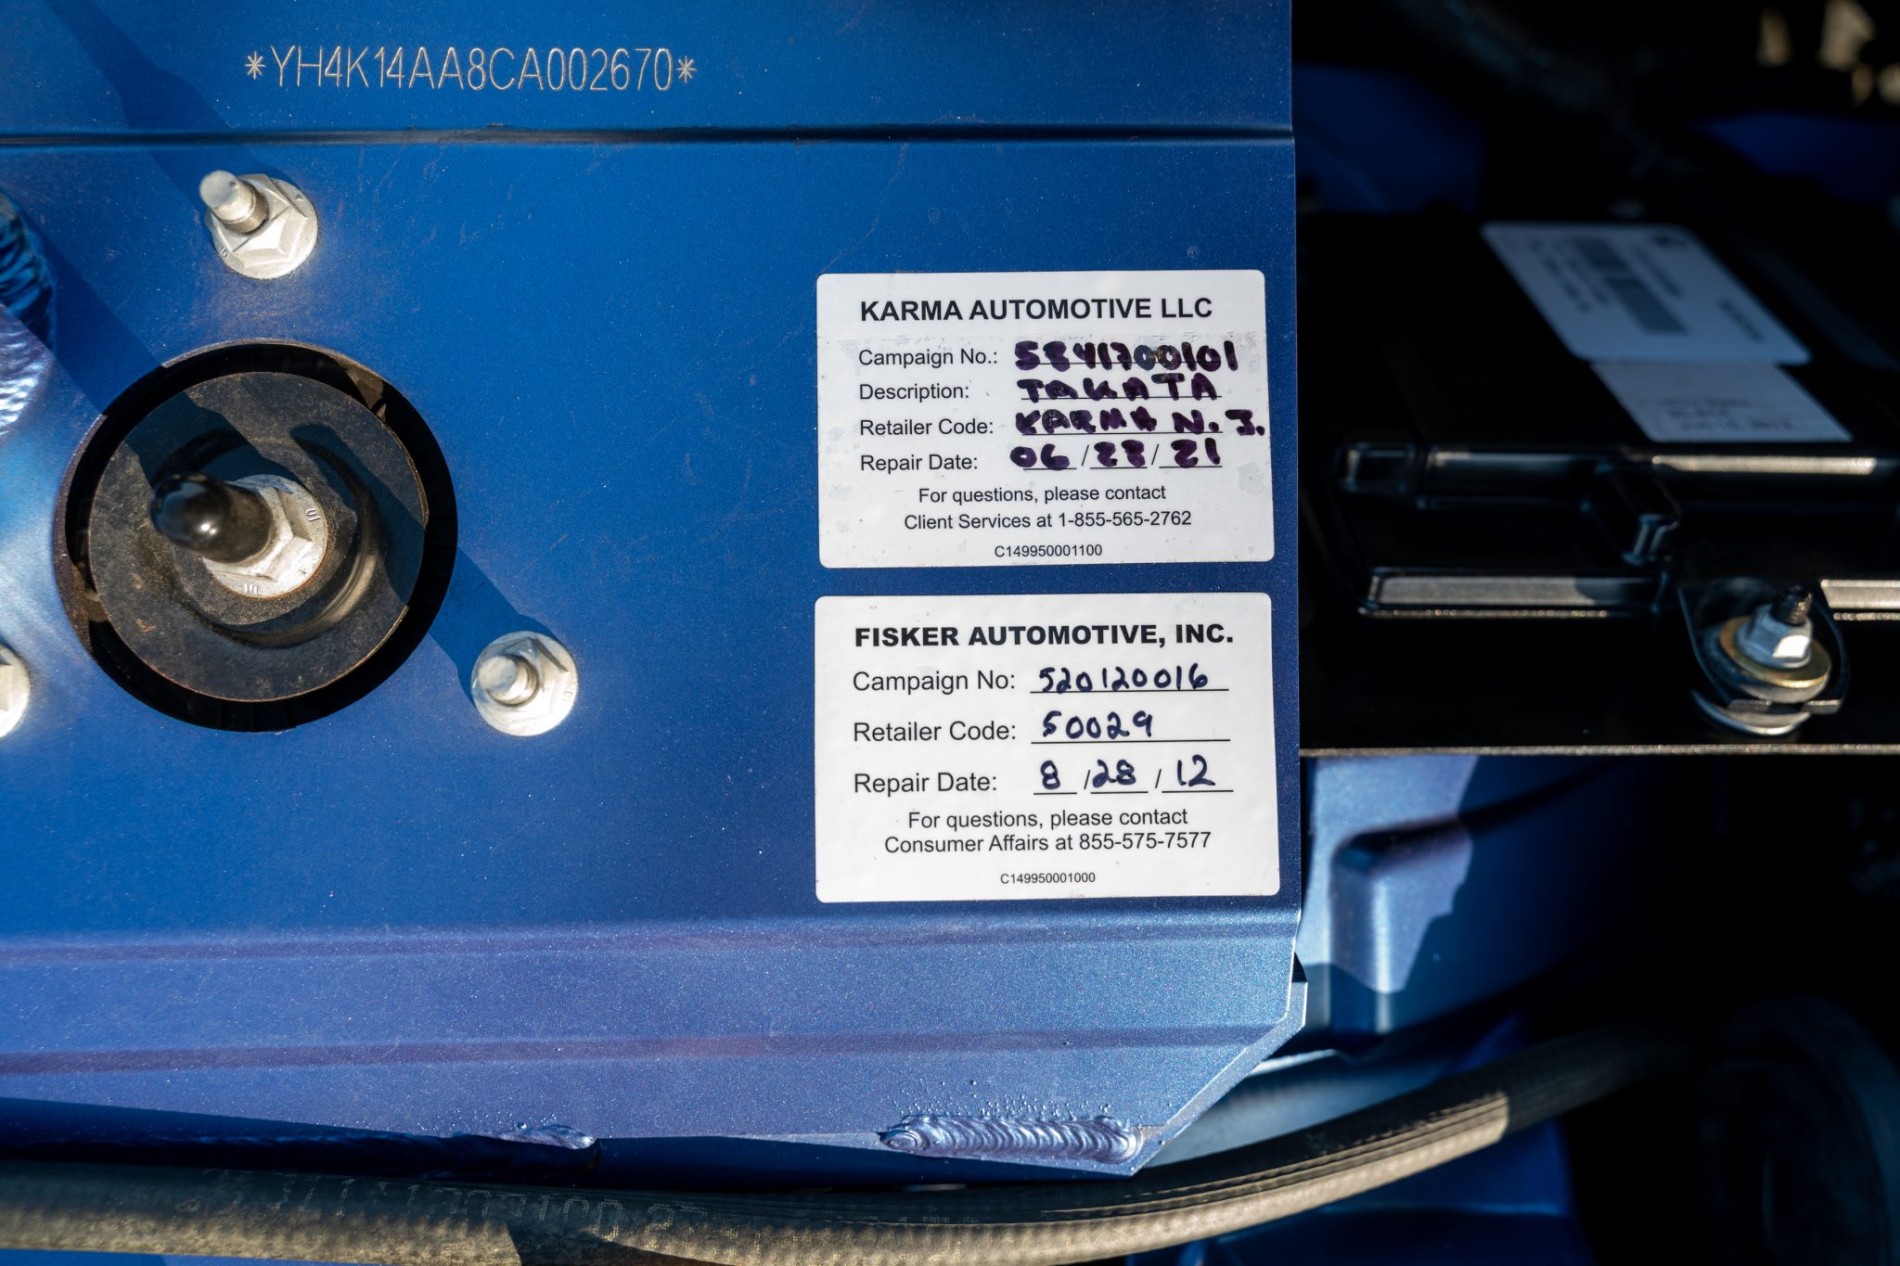 *YH4K14AA8CA002670*
KARMA AUTOMOTIVE LLC
Campaign No.: 5841700101
Description: TAKATA
Retailer Code: KARMA N.J.
Repair Date: 06/28/21
For questions, please contact
Client Services at 1-855-565-2762
C149950001100
FISKER AUTOMOTIVE, INC.
Campaign No: 520120016
Retailer Code: 50029
Repair Date: 8/28/12
For questions, please contact
Consumer Affairs at 855-575-7577
C149950001000